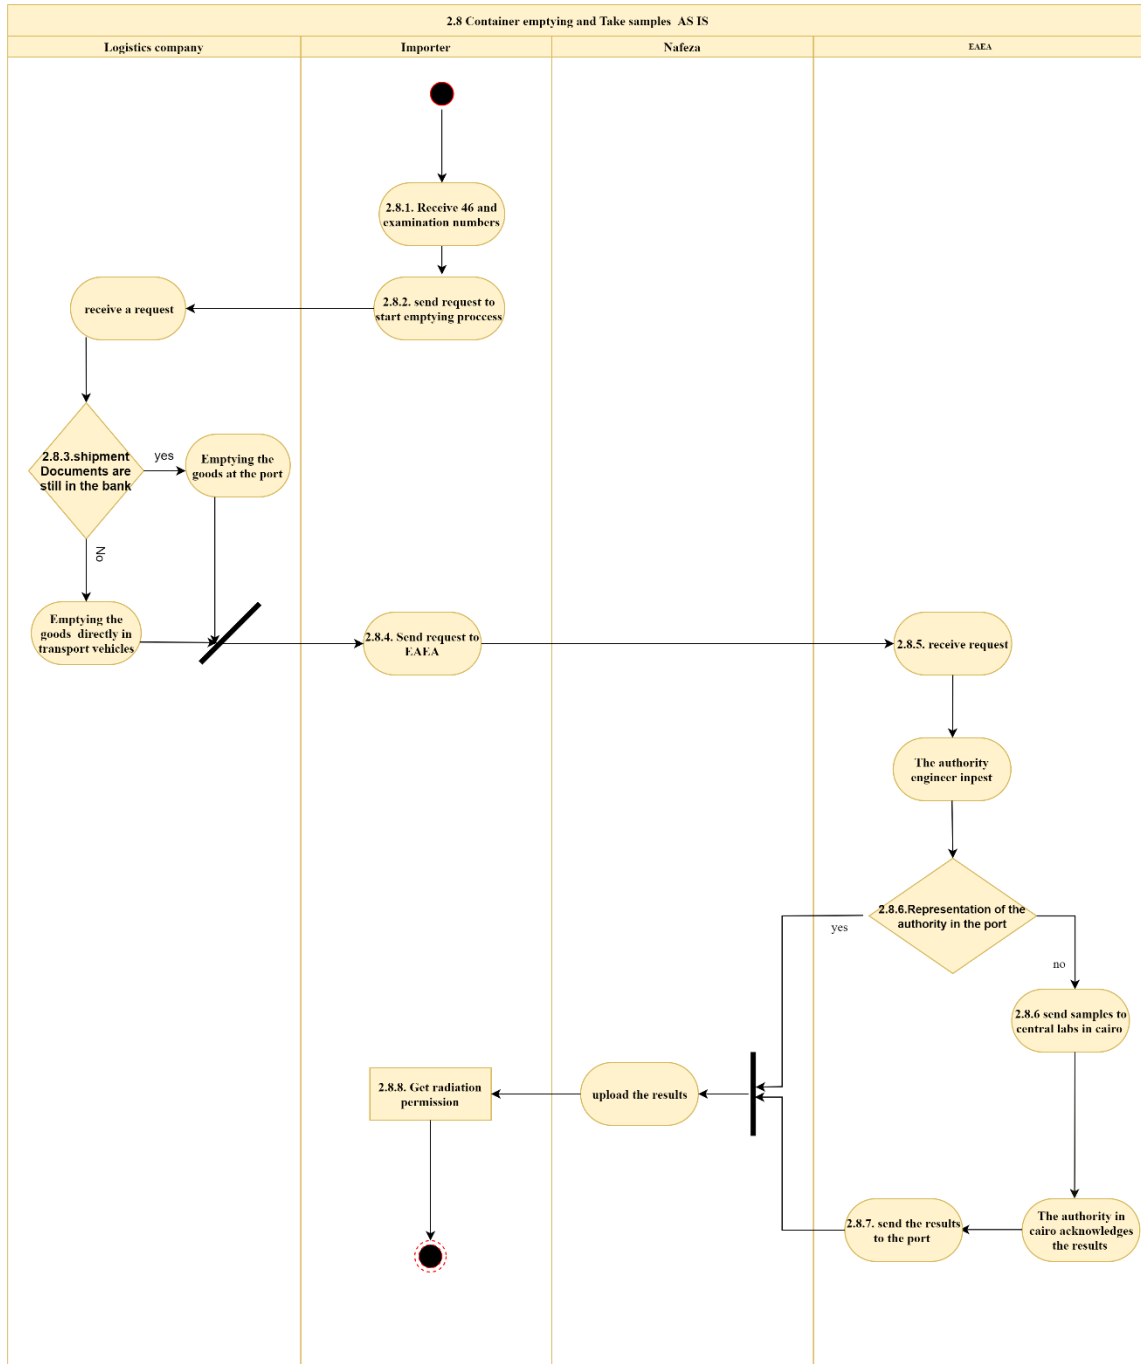 2.8 Container emptying and Take samples AS IS
Logistics company
Importer
Nafeza
EAEA
2.8.1. Receive 46 and
examination numbers
2.8.2. send request to
start emptying proccess
receive a request
2.8.3.shipment
Documents are
still in the bank
yes
Emptying the
goods at the port
No
Emptying the
goods directly in
transport vehicles
2.8.4. Send request to
EAEA
2.8.5. receive request
The authority
engineer inpest
2.8.6.Representation of the
authority in the port
yes
no
2.8.6 send samples to
central labs in cairo
2.8.8. Get radiation
permission
upload the results
2.8.7. send the results
to the port
The authority in
cairo acknowledges
the results